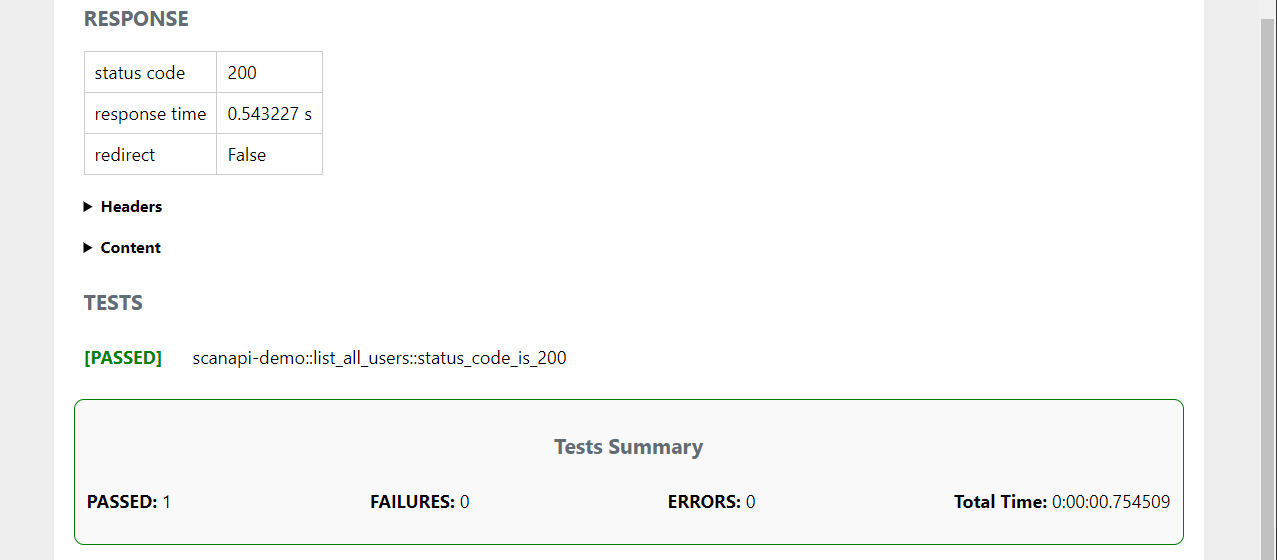 RESPONSE
status code 200
response time 0.543227 s
redirect False
Headers
Content
TESTS
[PASSED] scanapi-demo::list_all_users::status_code_is_200
Tests Summary
PASSED: 1 FAILURES: 0 ERRORS: 0 Total Time: 0:00:00.754509